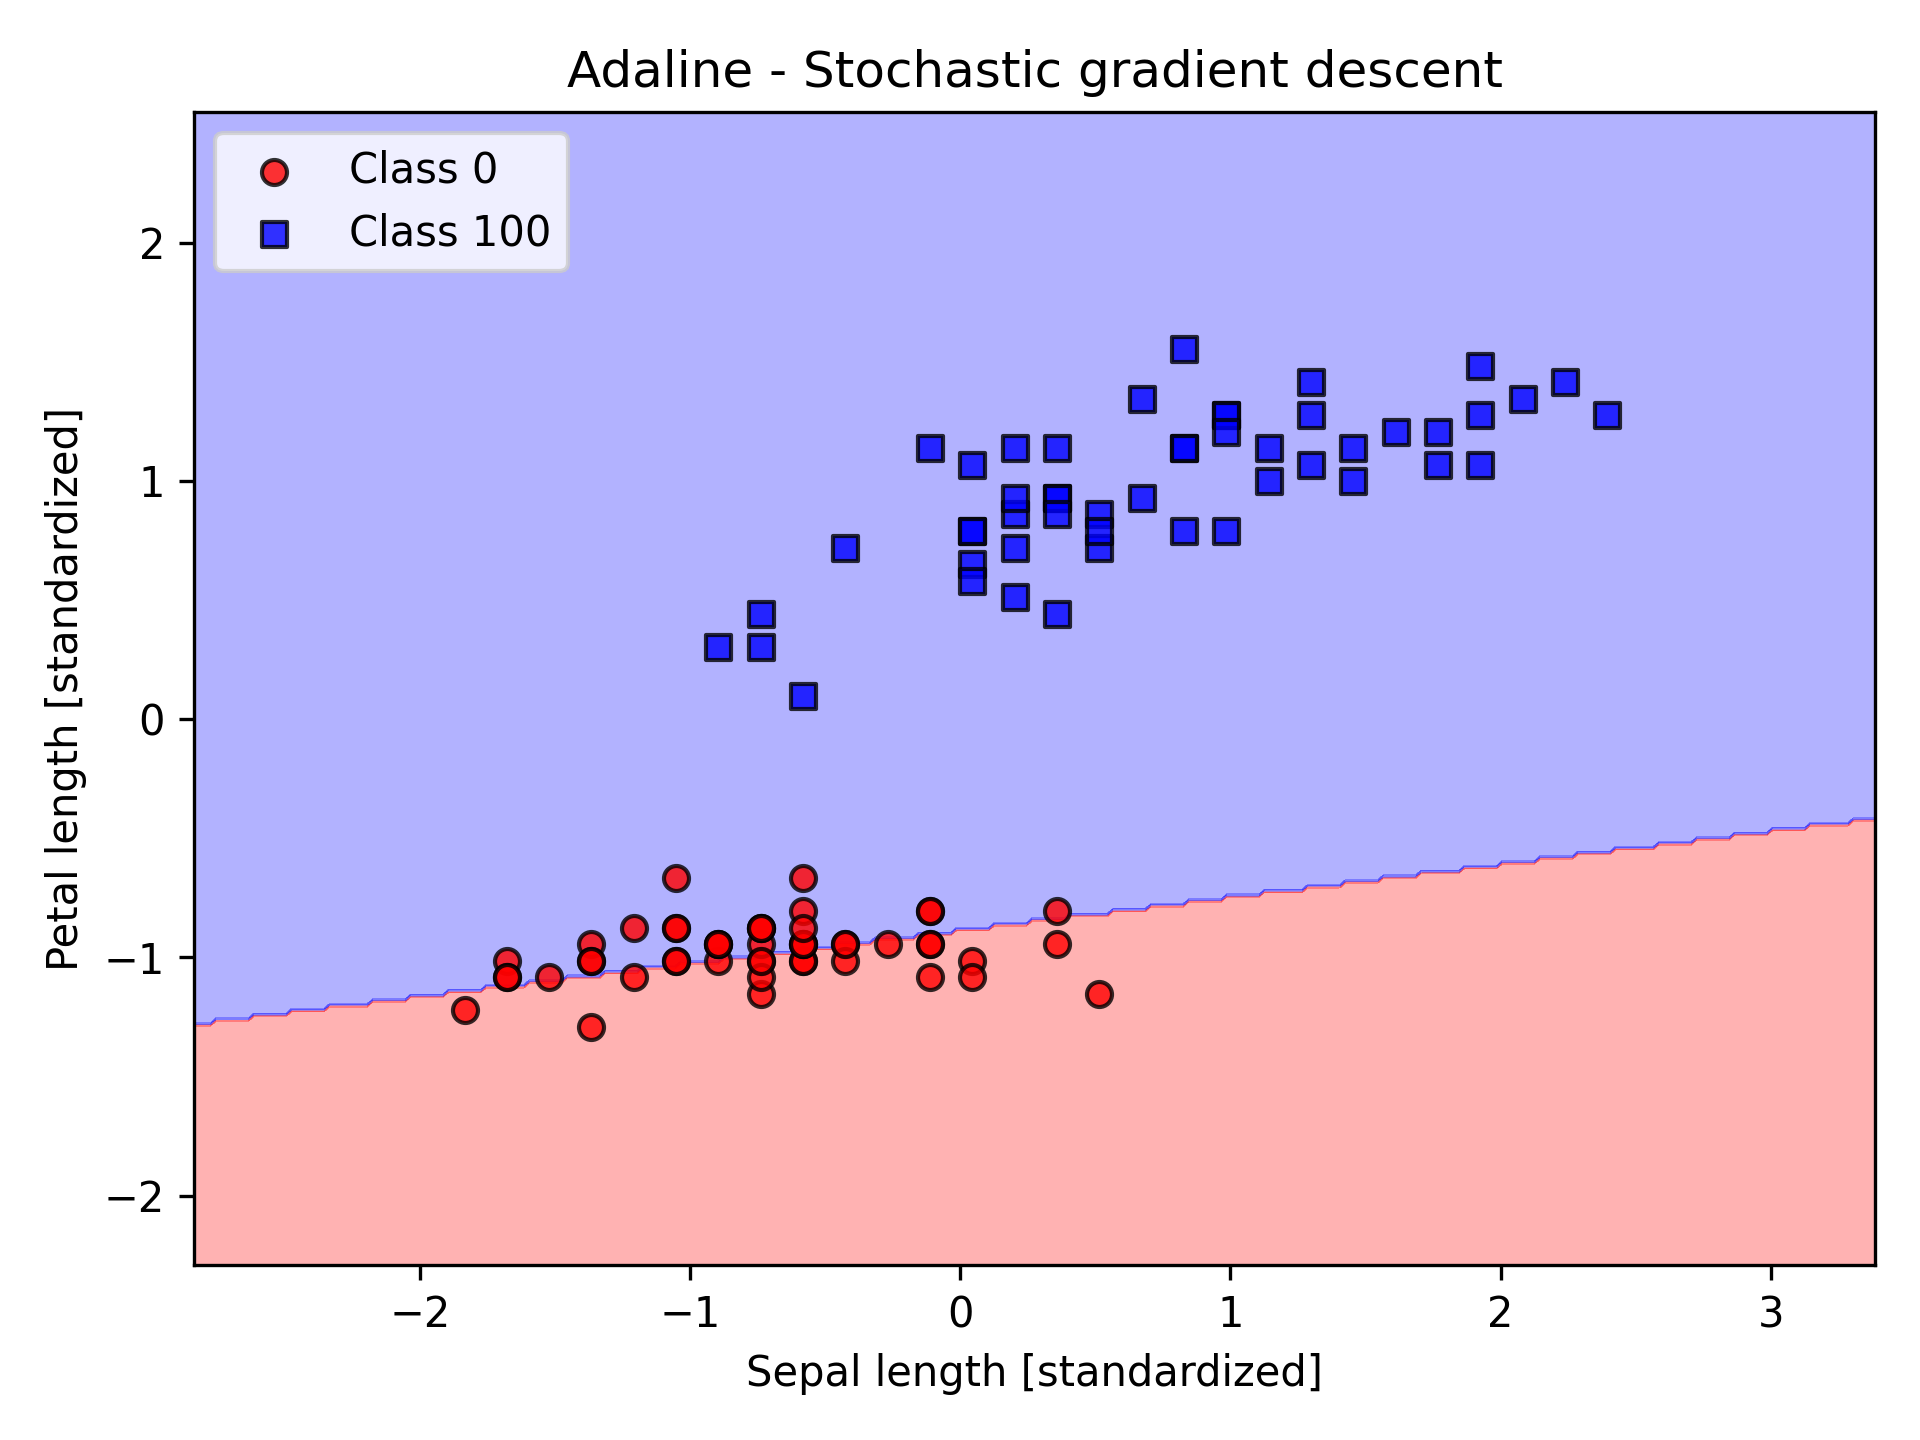 Adaline - Stochastic gradient descent
Class 0
Class 100
2
1
0
−1
−2
Petal length [standardized]
−2
−1
0
1
2
3
Sepal length [standardized]